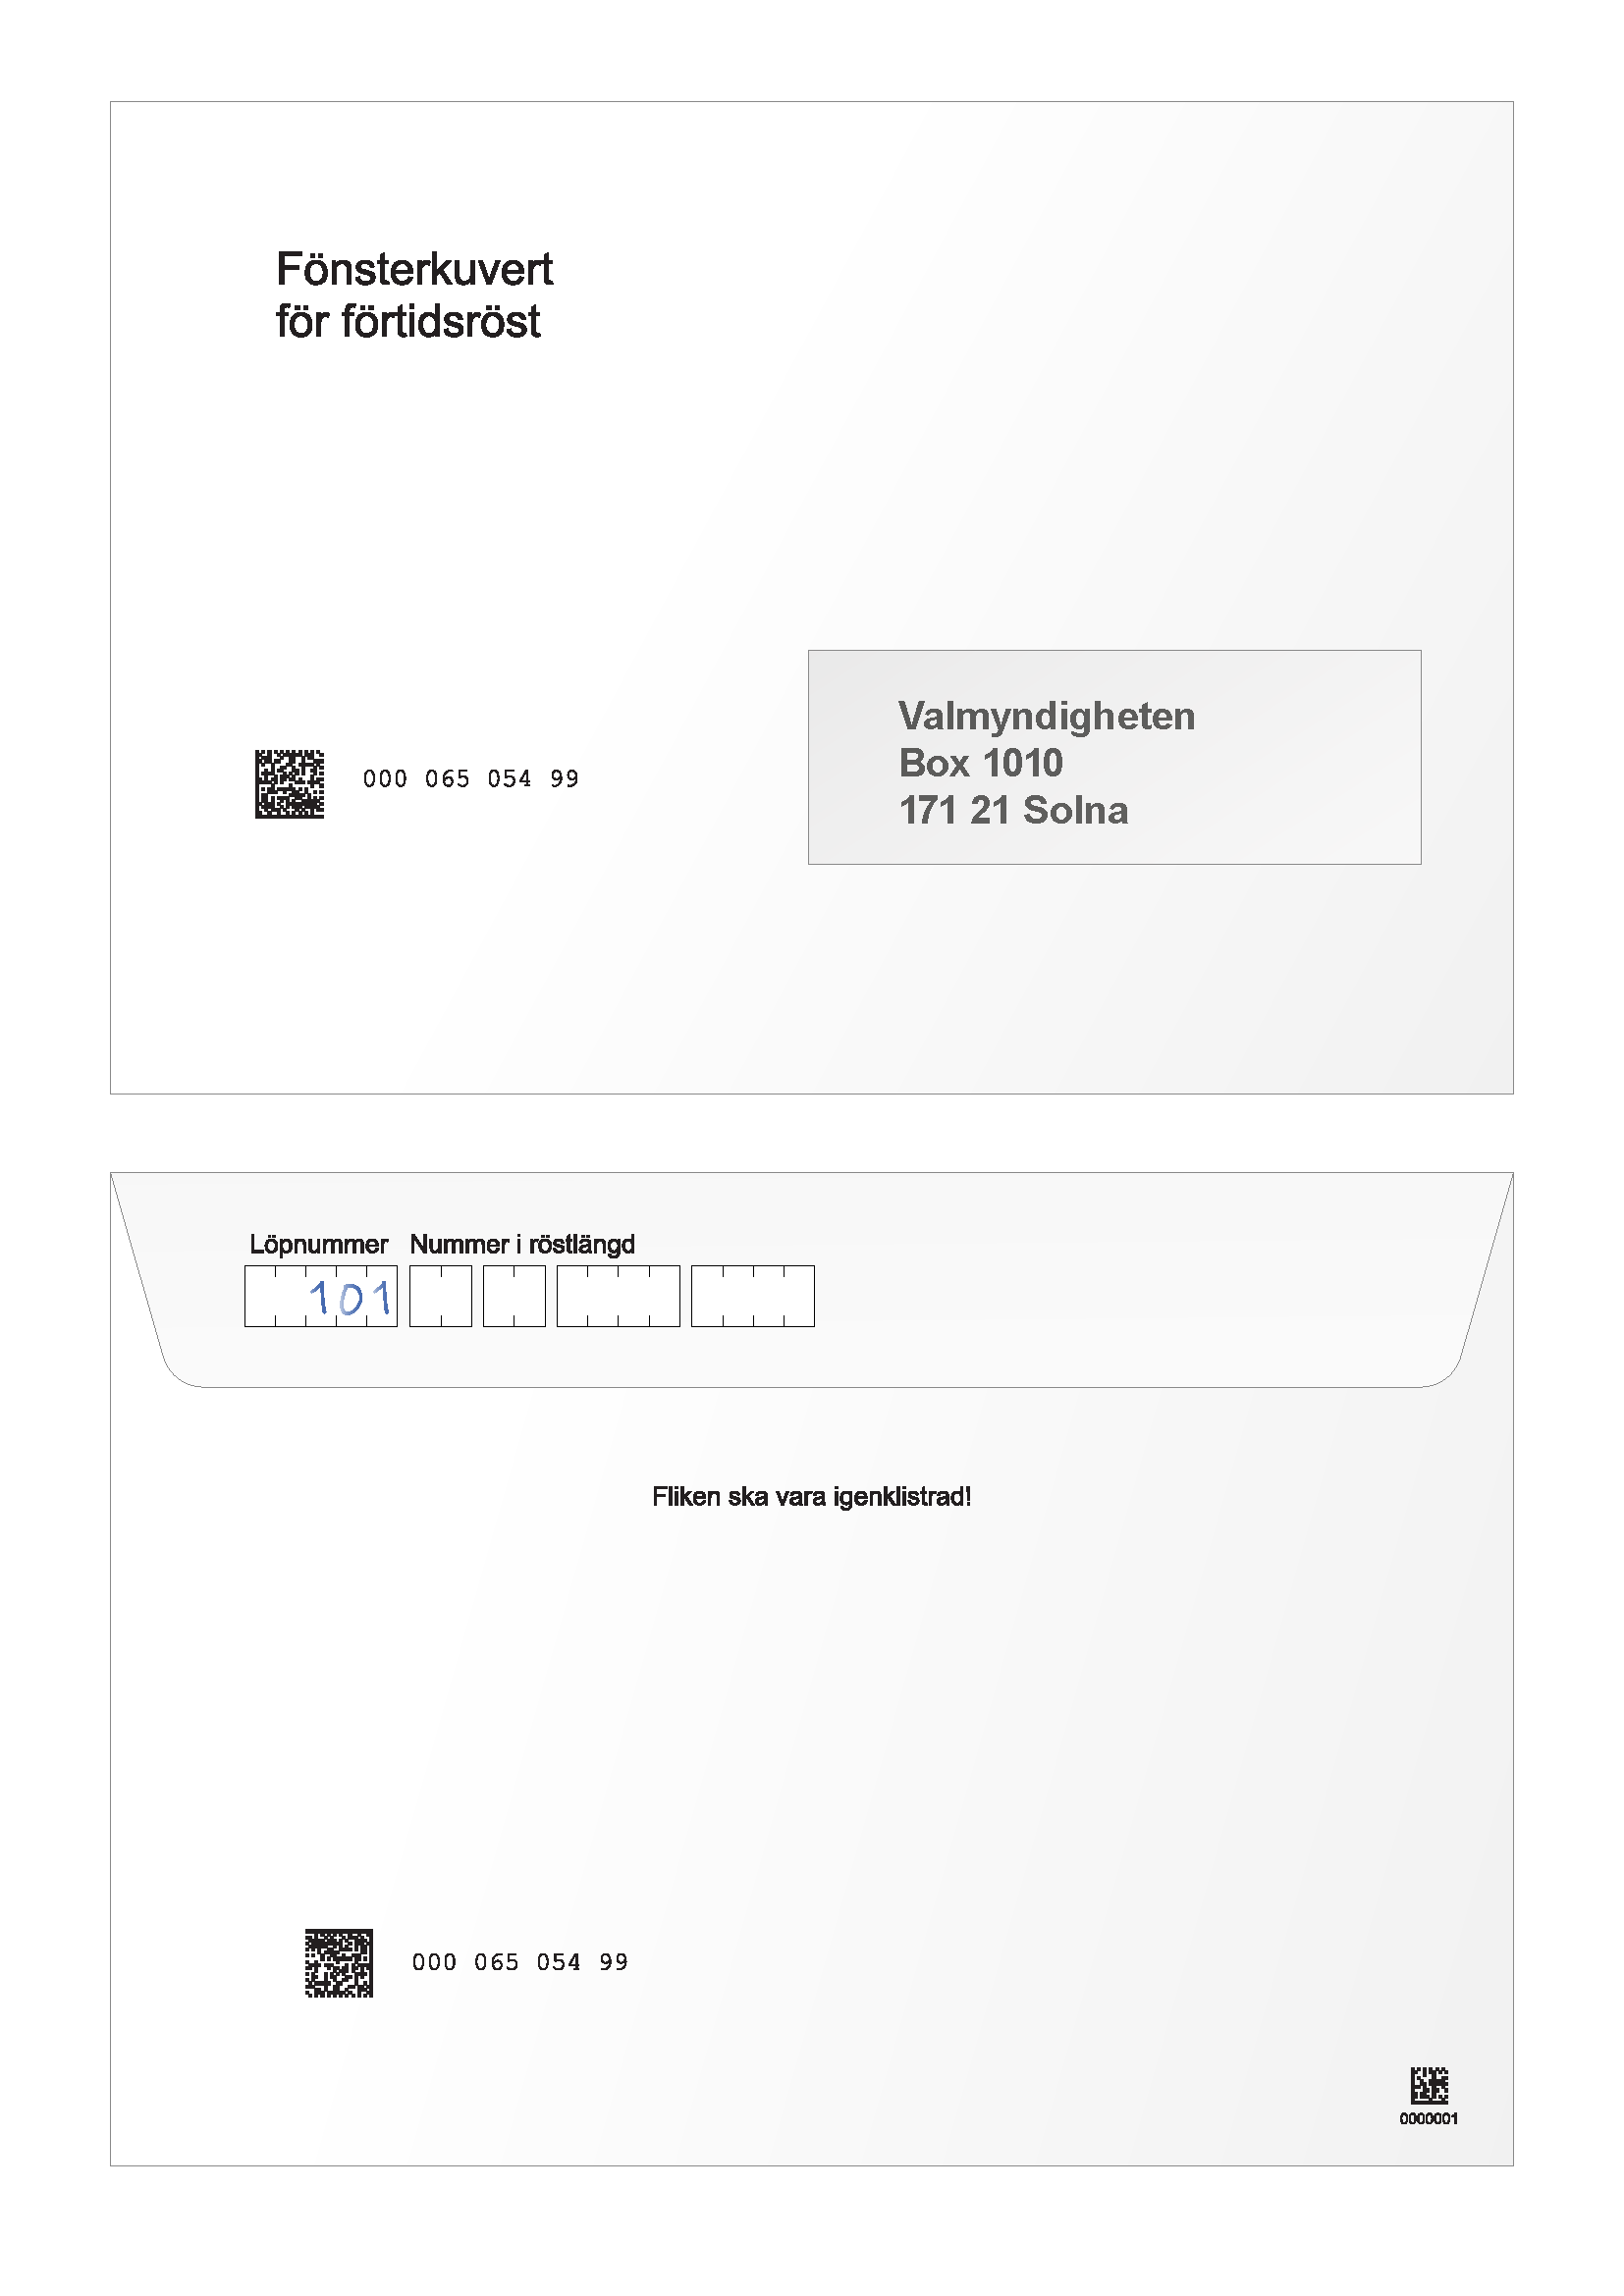 Fönsterkuvert
för förtidsröst
Valmyndigheten
Box 1010
171 21 Solna
000 065 054 99
Löpnummer Nummer i röstlängd
101
Fliken ska vara igenklistrad!
000 065 054 99
0000001